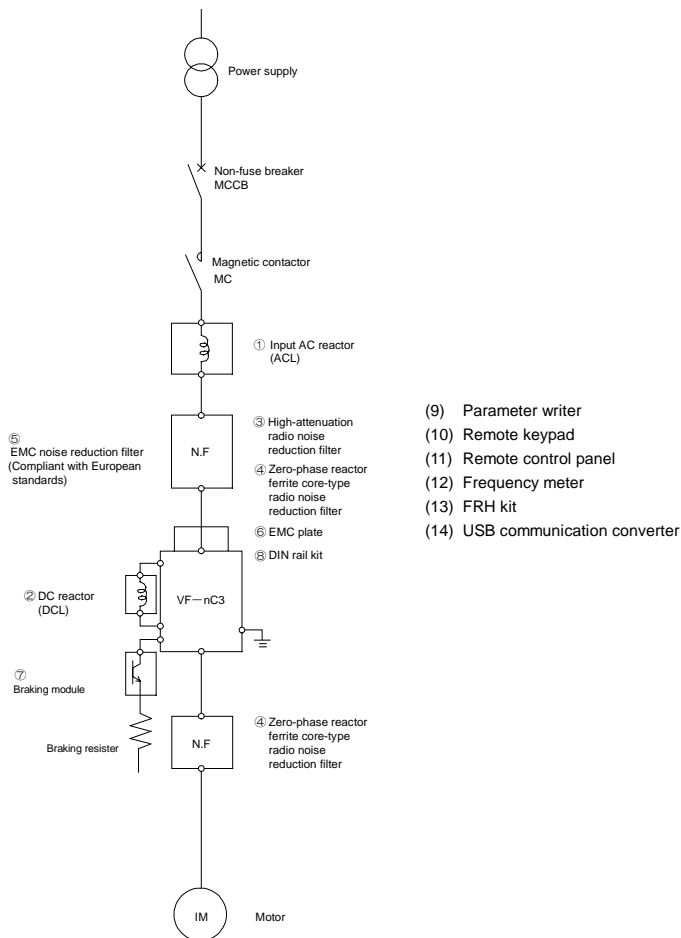 Power supply
Non-fuse breaker
MCCB
Magnetic contactor
MC
① Input AC reactor
(ACL)
⑤
EMC noise reduction filter
(Compliant with European
standards)
N.F
③ High-attenuation
radio noise
reduction filter
④ Zero-phase reactor
ferrite core-type
radio noise
reduction filter
⑥ EMC plate
⑧ DIN rail kit
② DC reactor
(DCL)
VF－nC3
⑦
Braking module
Braking resister
N.F
④ Zero-phase reactor
ferrite core-type
radio noise
reduction filter
IM
Motor
(9) Parameter writer
(10) Remote keypad
(11) Remote control panel
(12) Frequency meter
(13) FRH kit
(14) USB communication converter